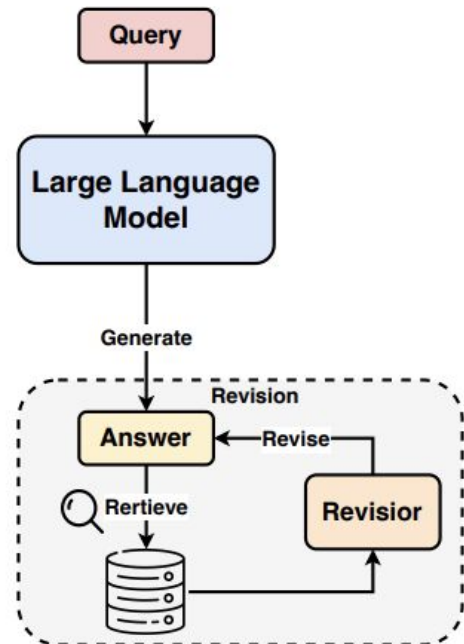 Query
Large Language
Model
Generate
Revision
Answer
Revise
Rertieve
Revisior